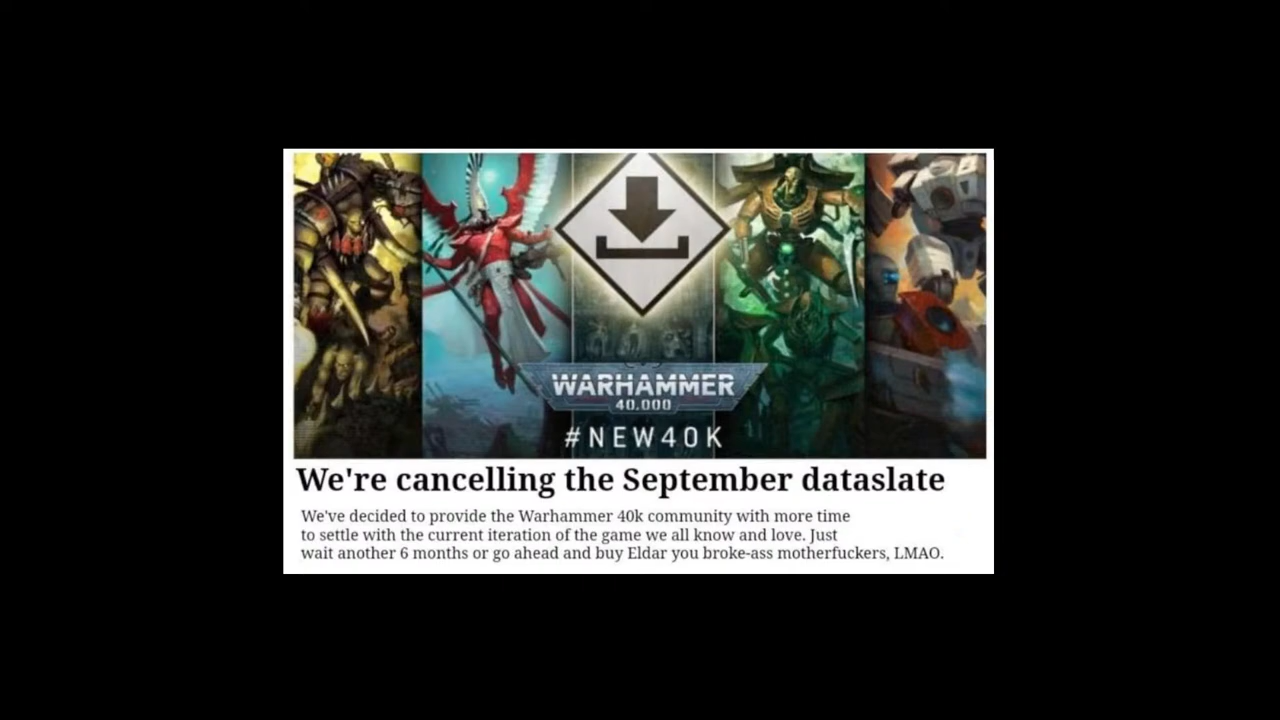 WARHAMMER
40.000
#NEW40K
We're cancelling the September dataslate
We've decided to provide the Warhammer 40k community with more time
to settle with the current iteration of the game we all know and love. Just
wait another 6 months or go ahead and buy Eldar you broke-ass motherfuckers, LMAO.